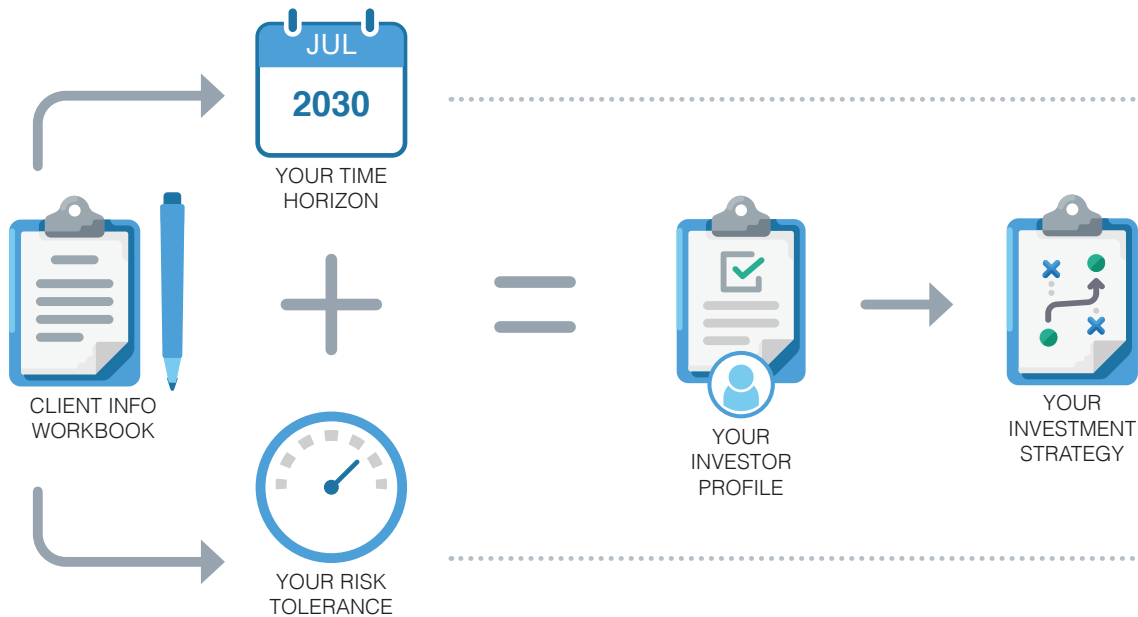 JUL
2030
YOUR TIME
HORIZON
CLIENT INFO
WORKBOOK
YOUR RISK
TOLERANCE
YOUR
INVESTOR
PROFILE
YOUR
INVESTMENT
STRATEGY